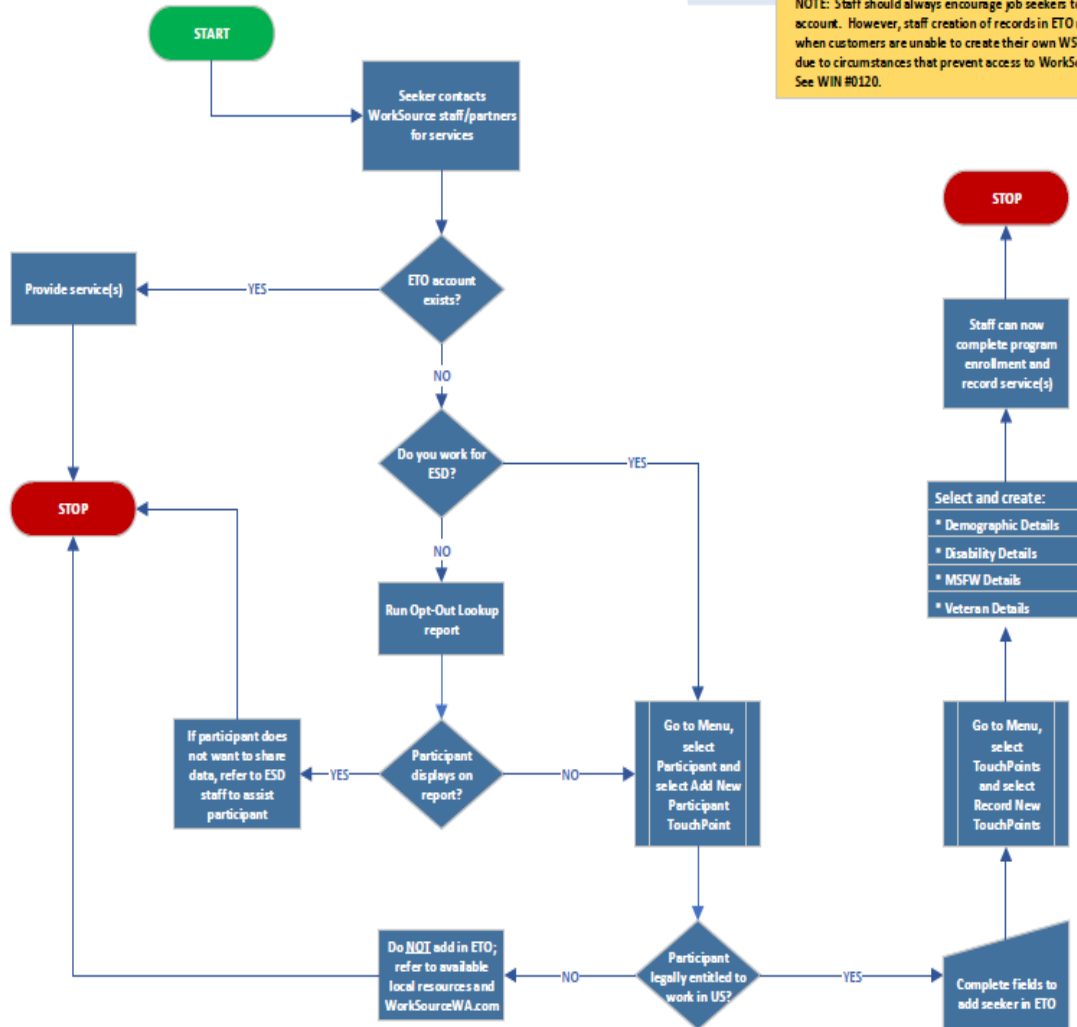 NOTE: Staff should always encourage job seekers to
account. However, staff creation of records in ETO
when customers are unable to create their own WS
due to circumstances that prevent access to
See WIN #0120.
START
Seeker contacts
WorkSource staff/partners
for services
ETO account
exists?
YES
Provide service(s)
NO
Do you work for
ESD?
YES
STOP
NO
Run Opt-Out Lookup
report
Participant
displays on
report?
YES
If participant does
not want to share
data, refer to ESD
staff to assist
participant
NO
Go to Menu,
select
Participant and
select Add New
Participant
TouchPoint
Participant
legally entitled to
work in US?
NO
Do NOT add in ETO;
refer to available
local resources and
WorkSourceWA.com
YES
Complete fields to
add seeker in ETO
Go to Menu,
select
TouchPoints
and select
Record New
TouchPoints
Select and create:
* Demographic Details
* Disability Details
* MSFW Details
* Veteran Details
Staff can now
complete program
enrollment and
record service(s)
STOP